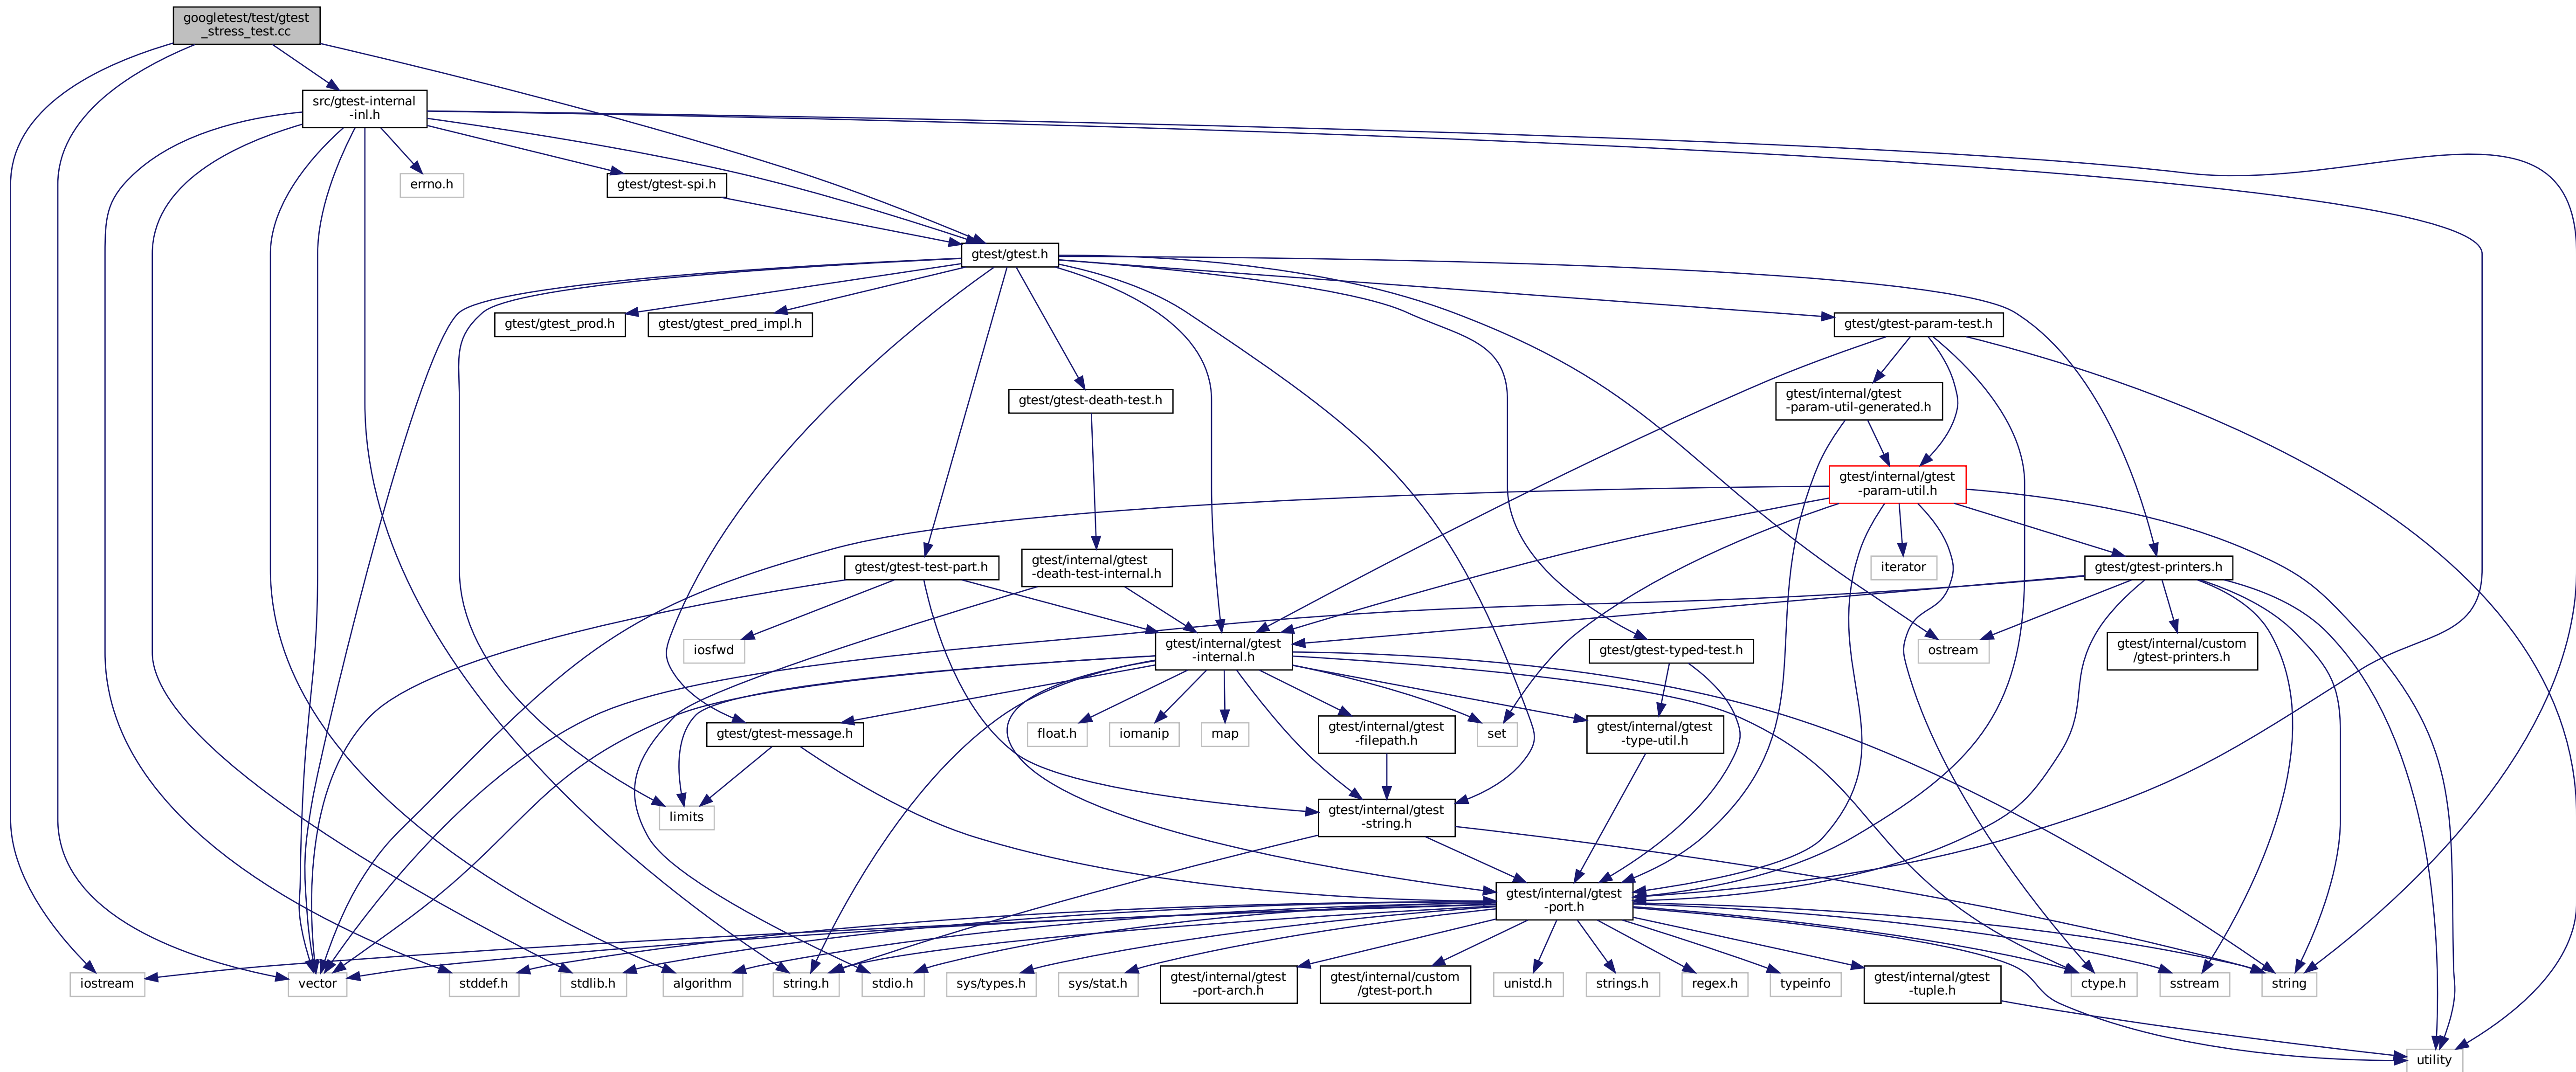 googletest/test/gtest
_stress_test.cc
src/gtest-internal
-inl.h
errno.h
gtest/gtest-spi.h
gtest/gtest.h
gtest/gtest_prod.h
gtest/gtest_pred_impl.h
gtest/gtest-param-test.h
gtest/gtest-death-test.h
gtest/internal/gtest
-param-util-generated.h
gtest/internal/gtest
-param-util.h
gtest/gtest-test-part.h
gtest/internal/gtest
-death-test-internal.h
iterator
gtest/gtest-printers.h
iosfwd
gtest/internal/gtest
-internal.h
gtest/gtest-typed-test.h
ostream
gtest/internal/custom
/gtest-printers.h
gtest/gtest-message.h
float.h
iomanip
map
gtest/internal/gtest
-filepath.h
set
gtest/internal/gtest
-type-util.h
limits
gtest/internal/gtest
-string.h
gtest/internal/gtest
-port.h
iostream
vector
stddef.h
stdlib.h
algorithm
string.h
stdio.h
sys/types.h
sys/stat.h
gtest/internal/gtest
-port-arch.h
gtest/internal/custom
/gtest-port.h
unistd.h
strings.h
regex.h
typeinfo
gtest/internal/gtest
-tuple.h
ctype.h
sstream
string
utility